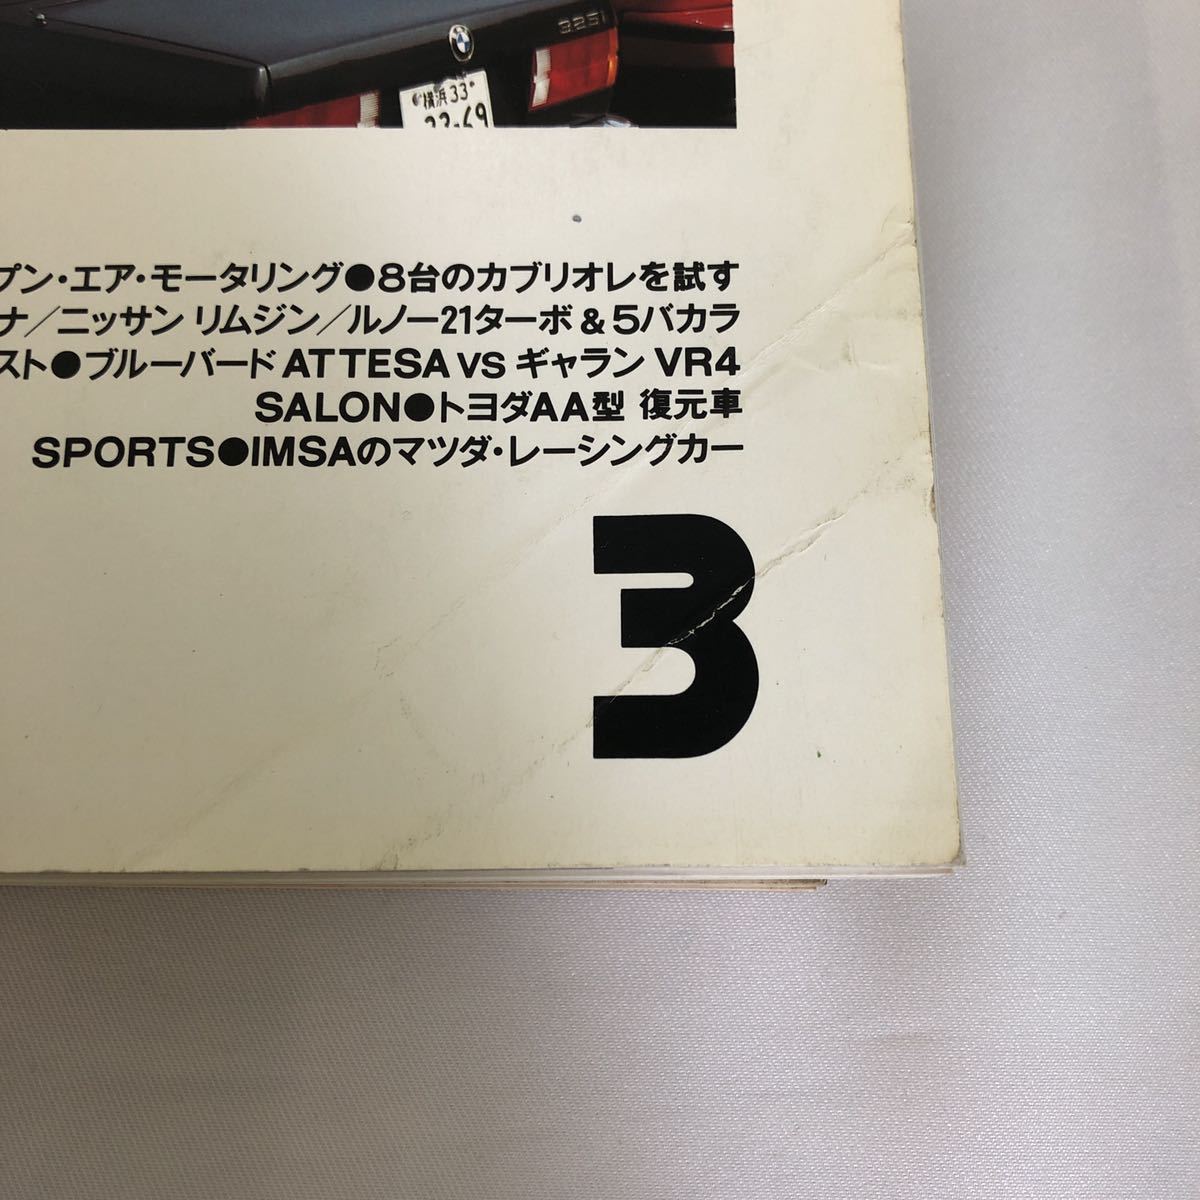 325i
横浜 33
33-69
プン・エア・モータリング●8台のカブリオレを試す
ナ/ニッサン リムジン/ルノー21ターボ & 5バカラ
スト●ブルーバード ATTESA VS ギャラン VR4
SALON●トヨダAA型 復元車
SPORTS●IMSAのマツダ・レーシングカー
3